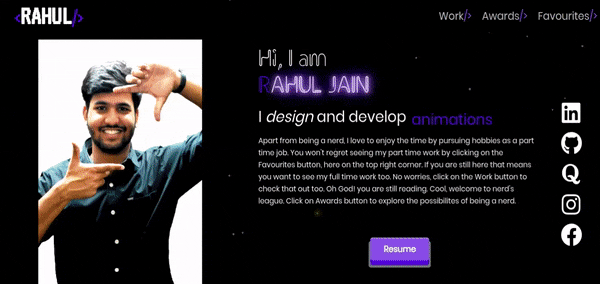 <RAHUL/>
Work/> Awards/> Favourites/>
Hi, I am
RAHUL JAIN
I design and develop animations
Apart from being a nerd, I love to enjoy the time by pursuing hobbies as a part
time job. You won't regret seeing my part time work by clicking on the
Favourites button, here on the top right corner. If you are still here that means
you want to see my full time work too. No worries, click on the Work button to
check that out too. Oh God! you are still reading. Cool, welcome to nerd's
league. Click on Awards button to explore the possibilites of being a nerd.
Resume